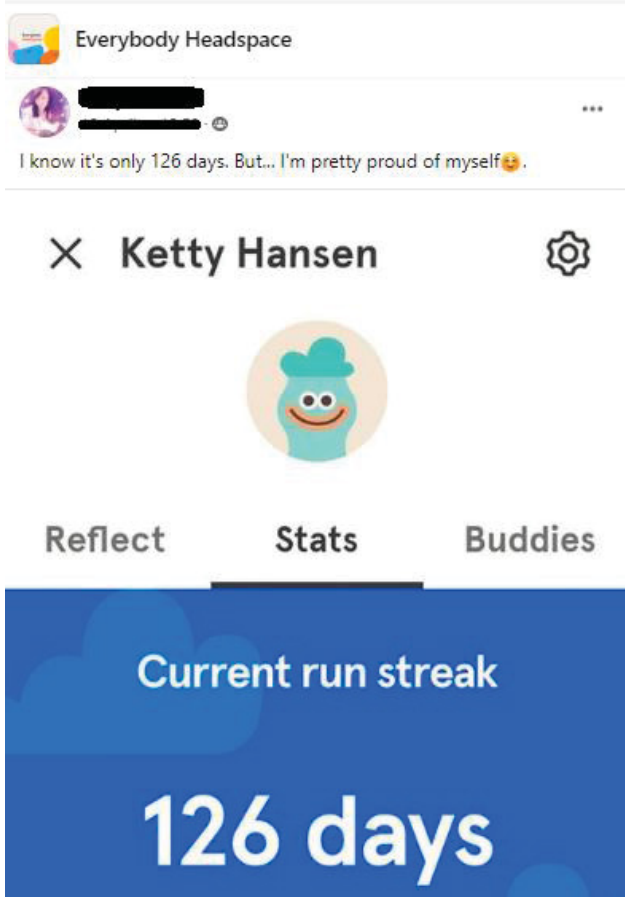 Everybody Headspace
I know it's only 126 days. But... I'm pretty proud of myself😊.
Ketty Hansen
Reflect
Stats
Buddies
Current run streak
126 days